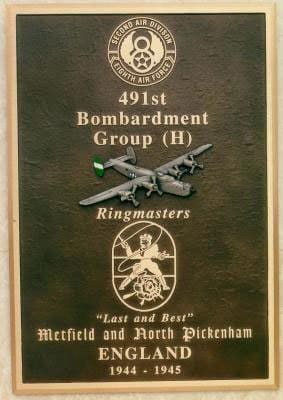 SECOND AIR DIVISION
8
EIGHTH AIR FORCE
491st
Bombardment
Group (H)
Ringmasters
"Last and Best"
Metfield and North Pickenham
ENGLAND
1944 - 1945